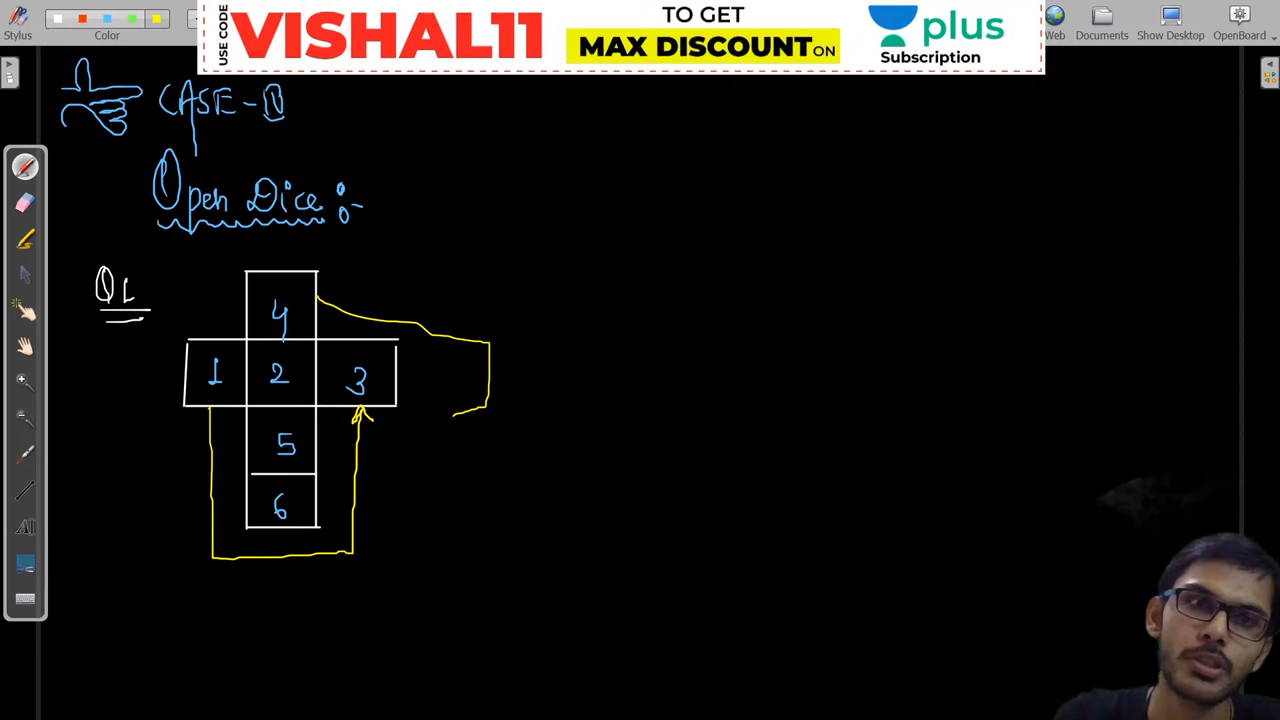 Stylus
Color
USE CODE
VISHAL11
TO GET
MAX DISCOUNT ON
plus
Subscription
Web
Documents
Show Desktop
OpenBoard
CASE-IV
Open Dice :-
Q1
4
1 2 3
5
6